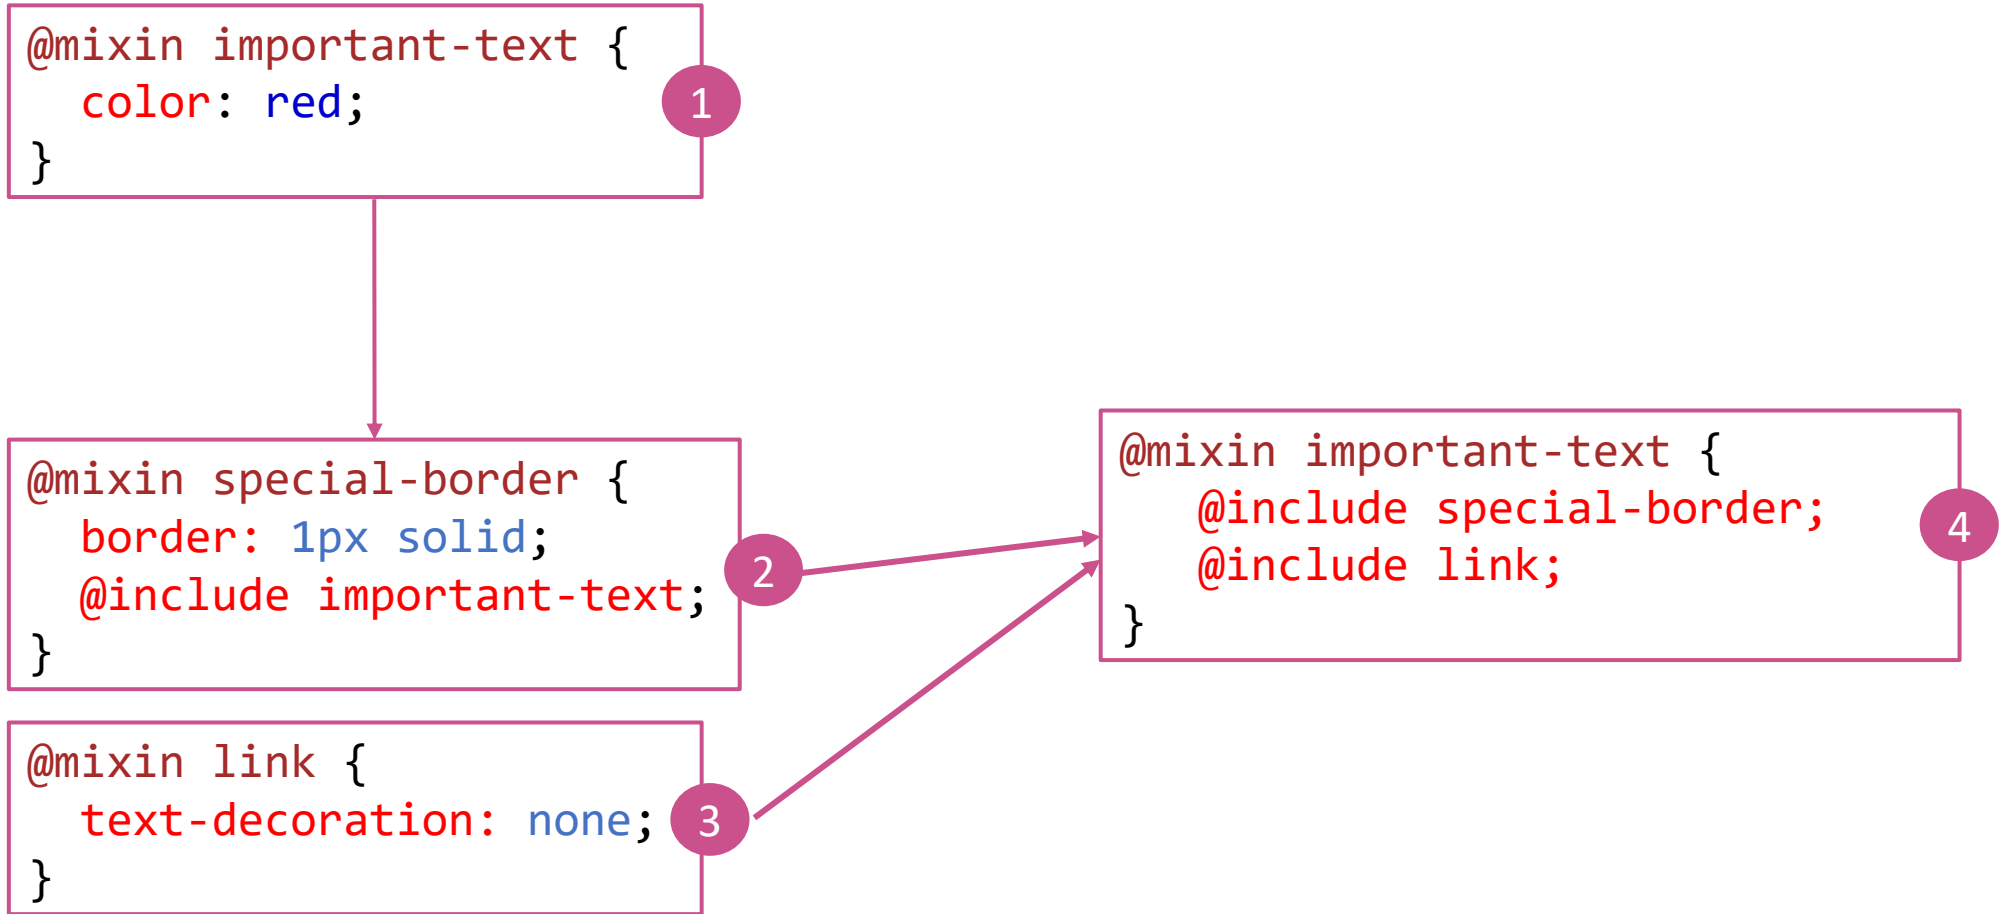 @mixin important-text {
color: red;
}
1
@mixin special-border {
border: 1px solid;
@include important-text;
}
2
@mixin link {
text-decoration: none;
}
3
@mixin important-text {
@include special-border;
@include link;
}
4